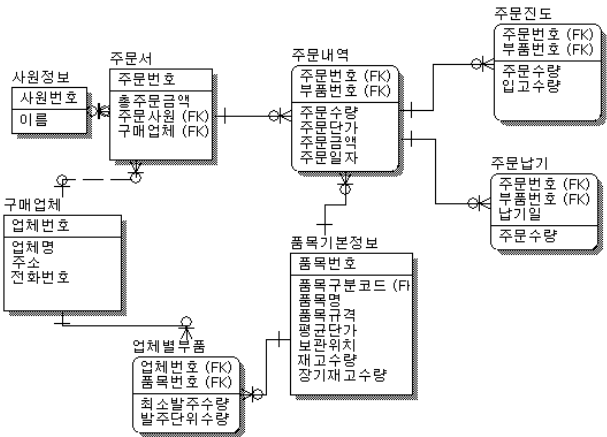 사원정보
사원번호
이름
주문서
주문번호
총주문금액
주문사원 (FK)
구매업체 (FK)
주문내역
주문번호 (FK)
부품번호 (FK)
주문수량
주문단가
주문금액
주문일자
주문진도
주문번호 (FK)
부품번호 (FK)
주문수량
입고수량
주문납기
주문번호 (FK)
부품번호 (FK)
납기일
주문수량
구매업체
업체번호
업체명
주소
전화번호
품목기본정보
품목번호
품목구분코드 (FK
품목명
품목규격
평균단가
보관위치
재고수량
장기재고수량
업체별부품
업체번호 (FK)
품목번호 (FK)
최소발주수량
발주단위수량